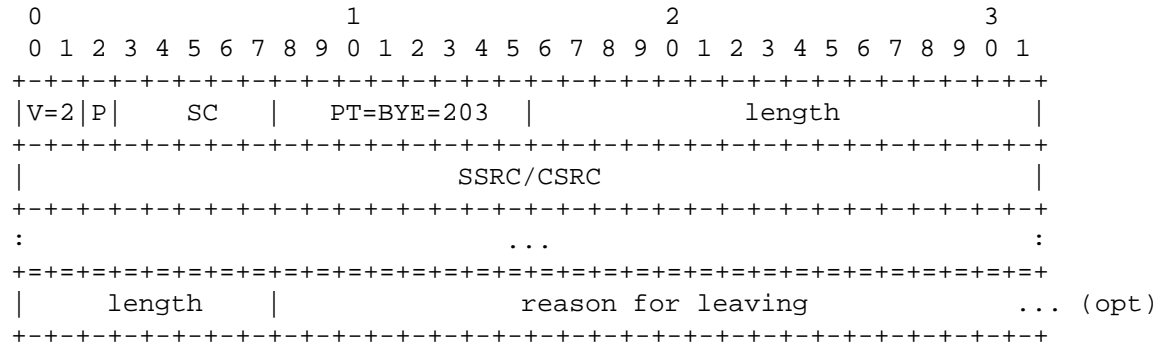 0                   1                   2                   3
 0 1 2 3 4 5 6 7 8 9 0 1 2 3 4 5 6 7 8 9 0 1 2 3 4 5 6 7 8 9 0 1
+-+-+-+-+-+-+-+-+-+-+-+-+-+-+-+-+-+-+-+-+-+-+-+-+-+-+-+-+-+-+-+-+
|V=2|P|    SC   |   PT=BYE=203  |             length            |
+-+-+-+-+-+-+-+-+-+-+-+-+-+-+-+-+-+-+-+-+-+-+-+-+-+-+-+-+-+-+-+-+
|                           SSRC/CSRC                           |
+-+-+-+-+-+-+-+-+-+-+-+-+-+-+-+-+-+-+-+-+-+-+-+-+-+-+-+-+-+-+-+-+
:                              ...                              :
+=+=+=+=+=+=+=+=+=+=+=+=+=+=+=+=+=+=+=+=+=+=+=+=+=+=+=+=+=+=+=+=+
|     length    |               reason for leaving             ... (opt)
+-+-+-+-+-+-+-+-+-+-+-+-+-+-+-+-+-+-+-+-+-+-+-+-+-+-+-+-+-+-+-+-+